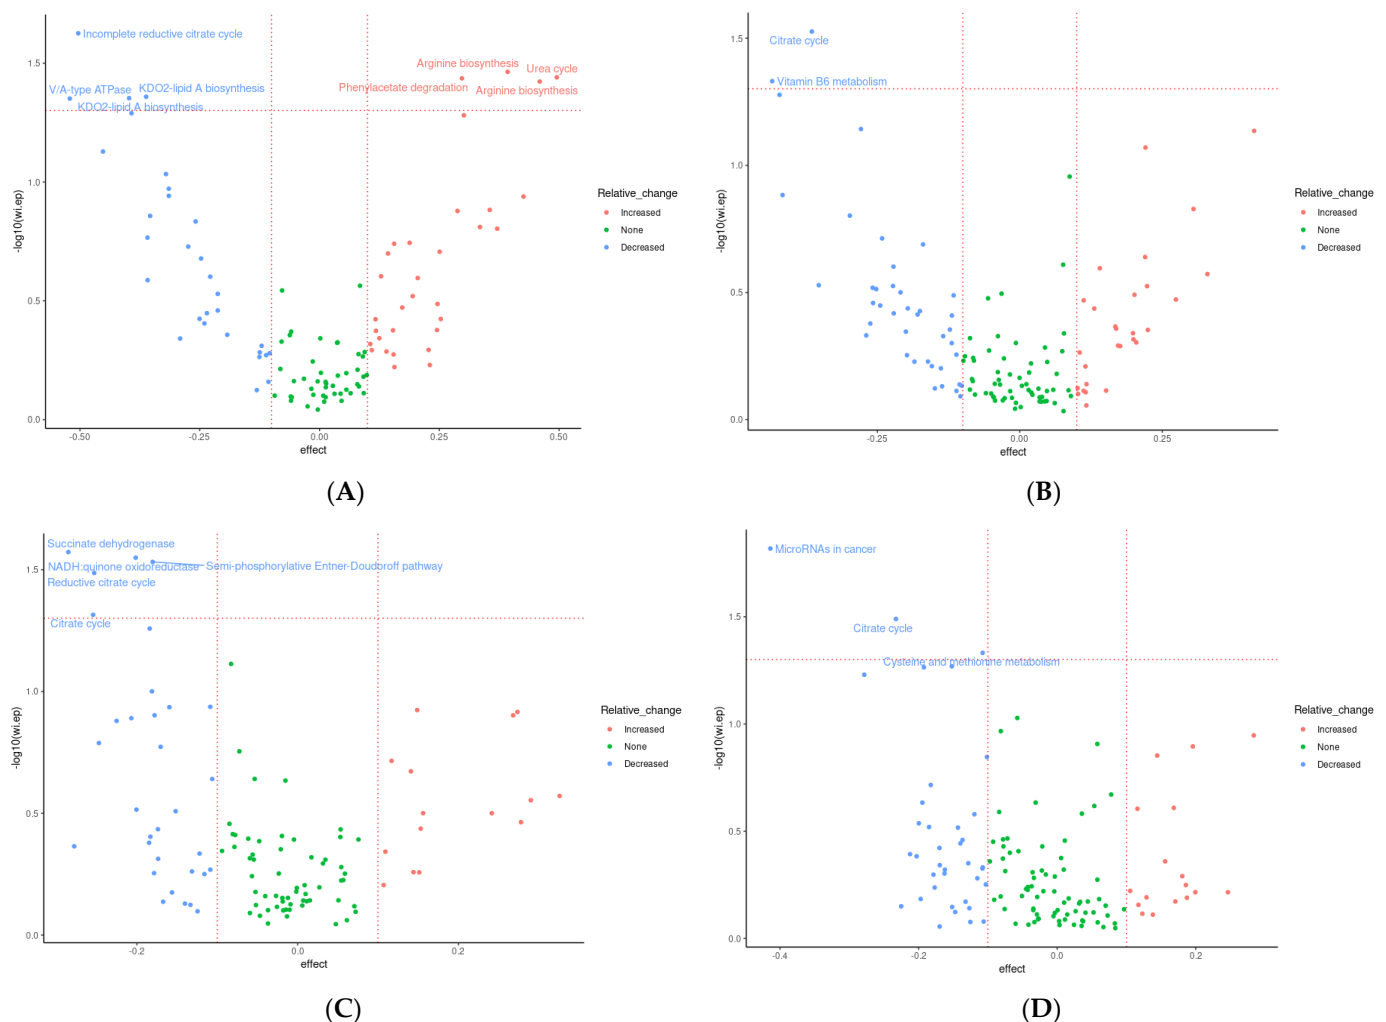 Incomplete reductive citrate cycle
Arginine biosynthesis
Urea cycle
V/A-type ATPase
KDO2-lipid A biosynthesis
Phenylacetate degradation
Arginine biosynthesis
KDO2-lipid A biosynthesis
1.5
1.0
0.5
0.0
-log10(wi.ep)
-0.50
-0.25
0.00
0.25
0.50
effect
Relative_change
Increased
None
Decreased
(A)
Citrate cycle
Vitamin B6 metabolism
1.5
1.0
0.5
0.0
-log10(wi.ep)
-0.25
0.00
0.25
effect
Relative_change
Increased
None
Decreased
(B)
Succinate dehydrogenase
NADH:quinone oxidoreductase
Semi-phosphorylative Entner-Doudoroff pathway
Reductive citrate cycle
Citrate cycle
1.5
1.0
0.5
0.0
-log10(wi.ep)
-0.2
0.0
0.2
effect
Relative_change
Increased
None
Decreased
(C)
MicroRNAs in cancer
Citrate cycle
Cysteine and methionine metabolism
1.5
1.0
0.5
0.0
-log10(wi.ep)
-0.4
-0.2
0.0
0.2
effect
Relative_change
Increased
None
Decreased
(D)